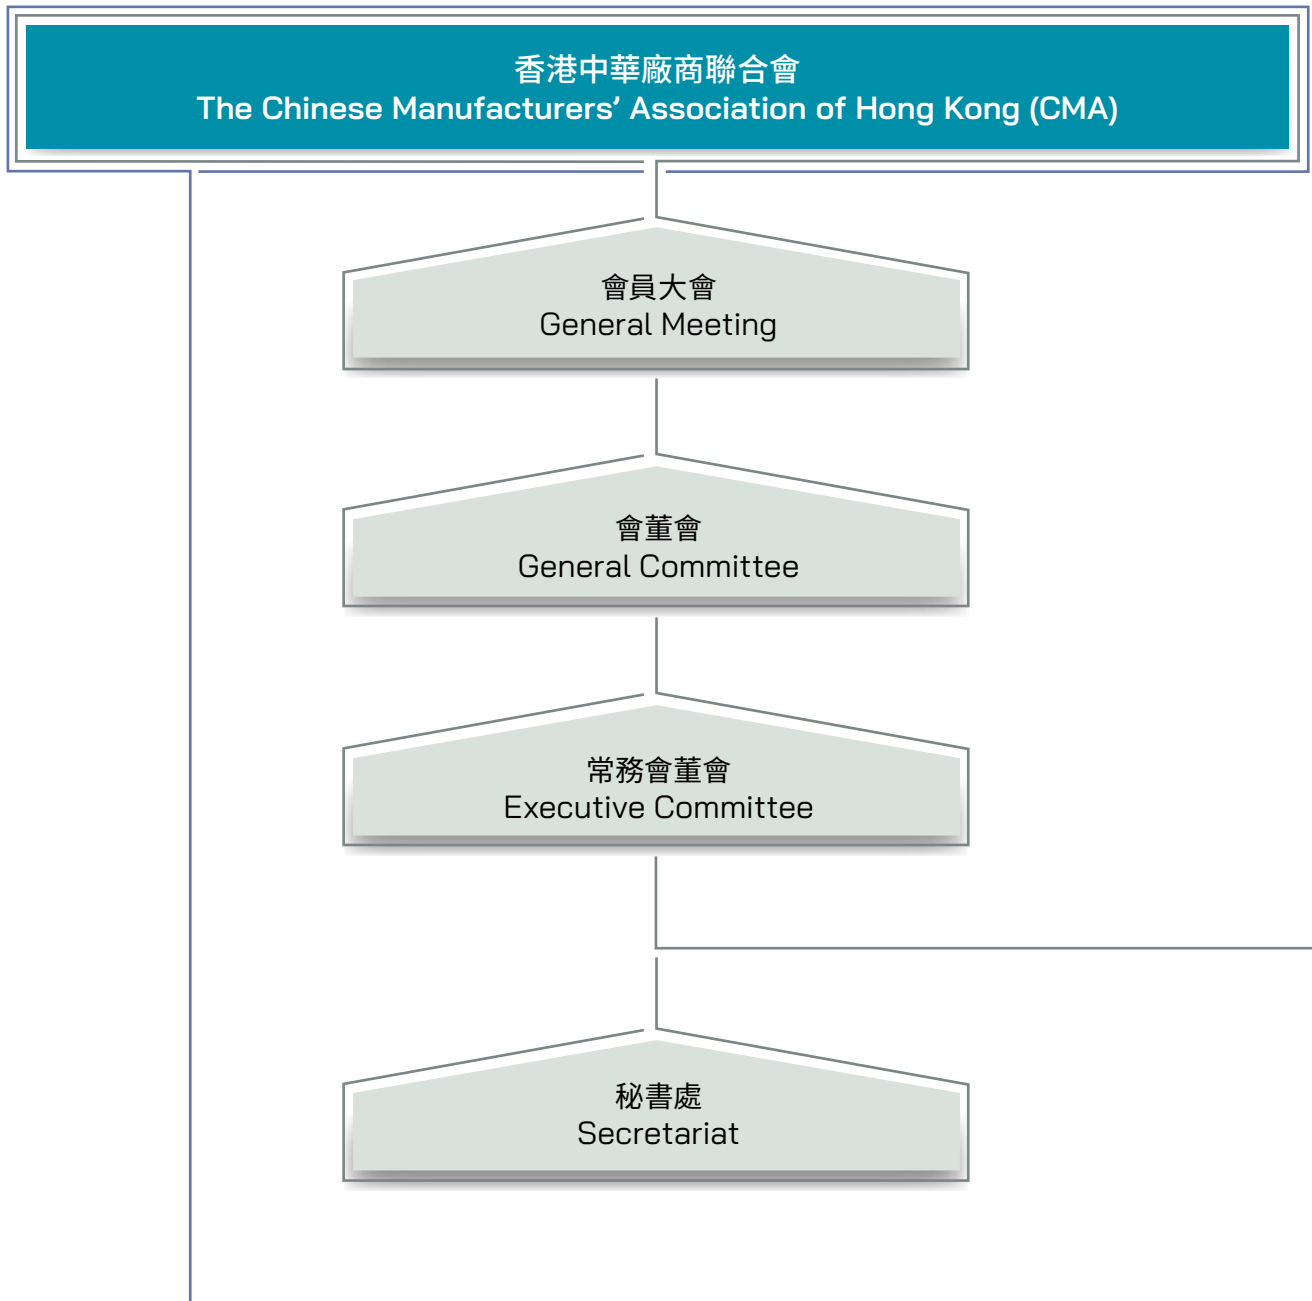 香港中華廠商聯合會
The Chinese Manufacturers’ Association of Hong Kong (CMA)
會員大會
General Meeting
會董會
General Committee
常務會董會
Executive Committee
秘書處
Secretariat